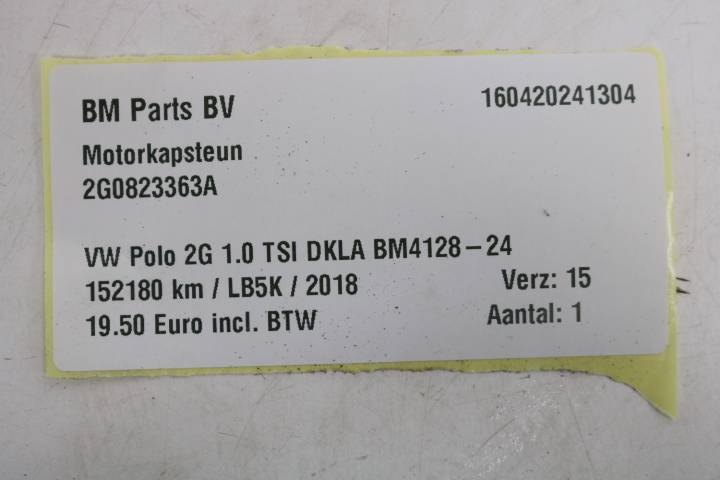 BM Parts BV 160420241304
Motorkapsteun
2G0823363A
VW Polo 2G 1.0 TSI DKLA BM4128-24
152180 km / LB5K / 2018 Verz: 15
19.50 Euro incl. BTW Aantal: 1